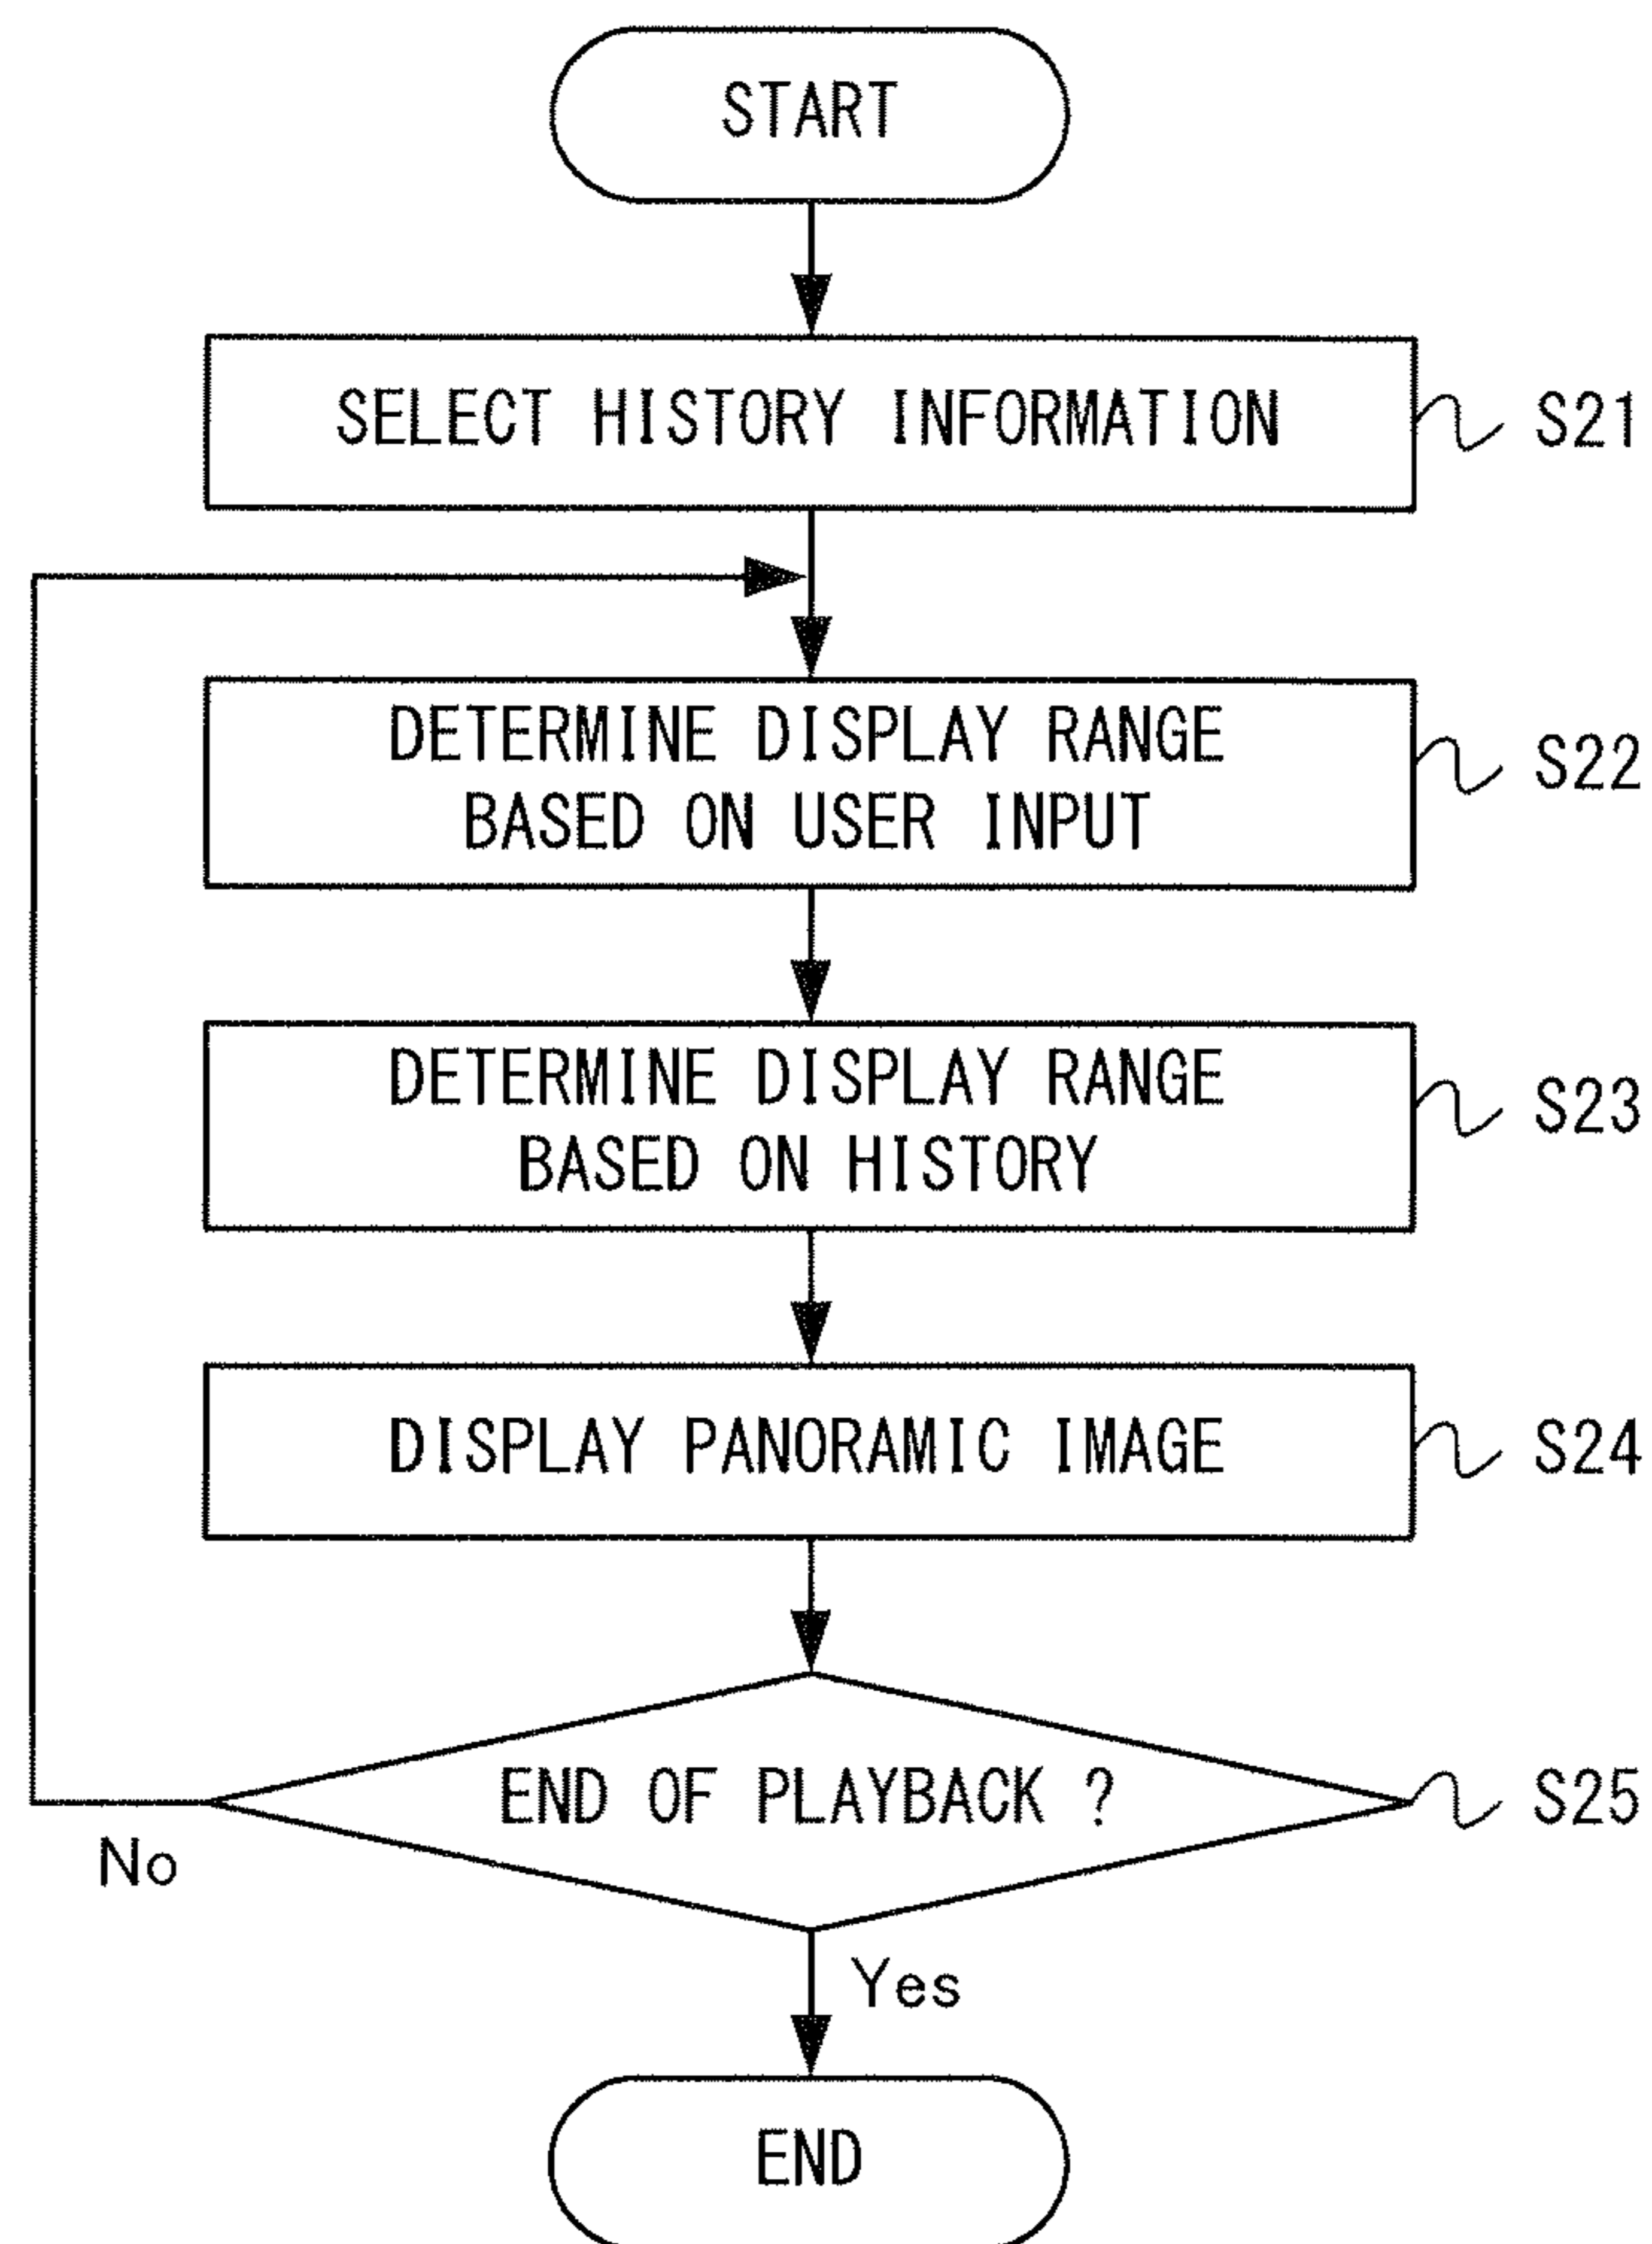 START
SELECT HISTORY INFORMATION
S21
DETERMINE DISPLAY RANGE
BASED ON USER INPUT
S22
DETERMINE DISPLAY RANGE
BASED ON HISTORY
S23
DISPLAY PANORAMIC IMAGE
S24
END OF PLAYBACK ?
S25
No
Yes
END